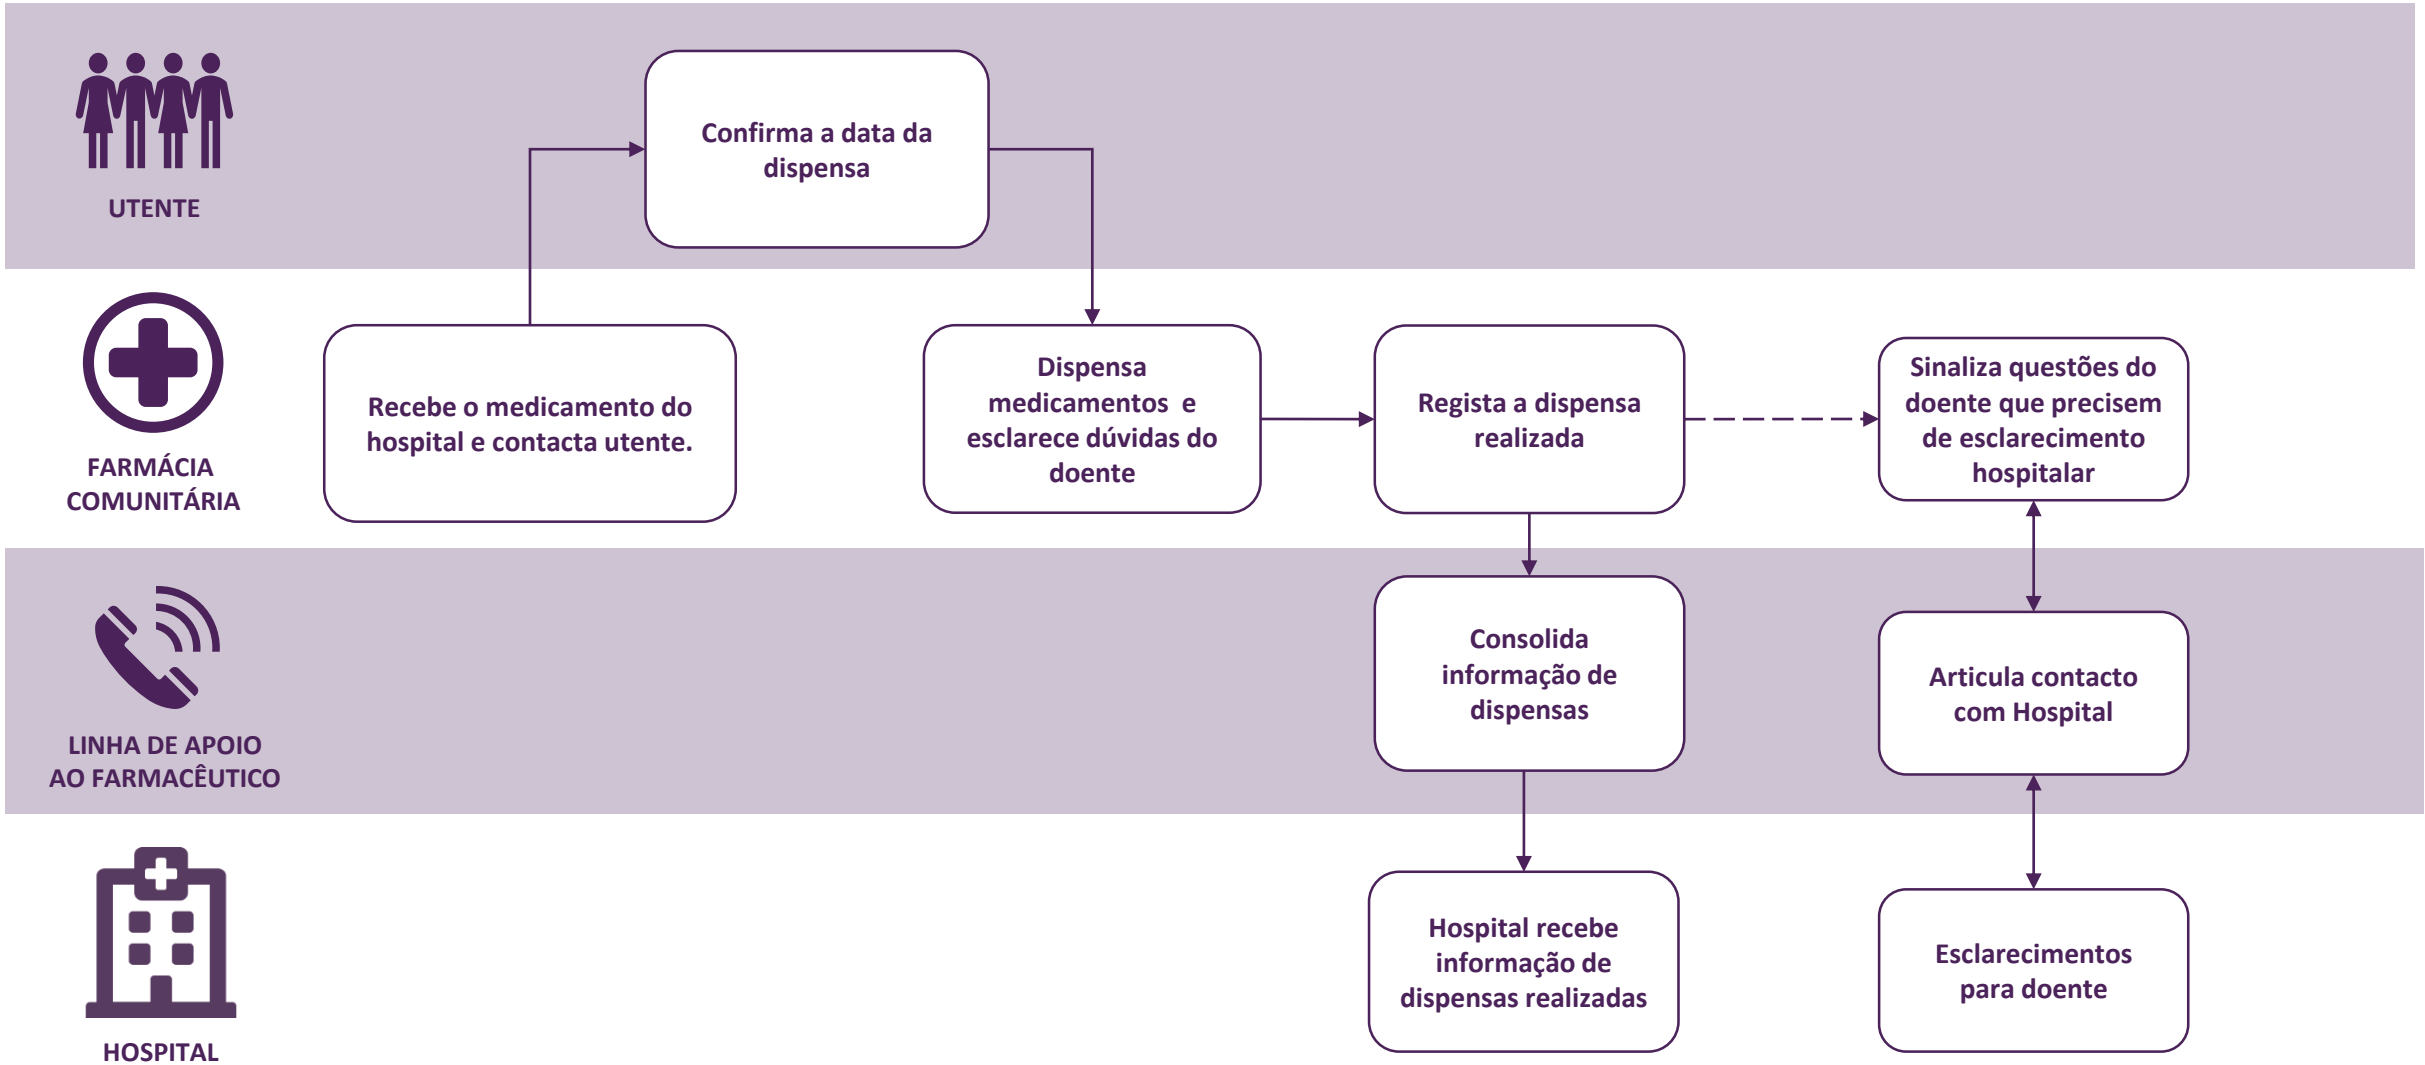 Confirma a data da
dispensa
UTENTE
FARMÁCIA
COMUNITÁRIA
Recebe o medicamento do
hospital e contacta utente.
Dispensa
medicamentos e
esclarece dúvidas do
doente
Regista a dispensa
realizada
Sinaliza questões do
doente que precisem
de esclarecimento
hospitalar
LINHA DE APOIO
AO FARMACÊUTICO
Consolida
informação de
dispensas
Articula contacto
com Hospital
HOSPITAL
Hospital recebe
informação de
dispensas realizadas
Esclarecimentos
para doente